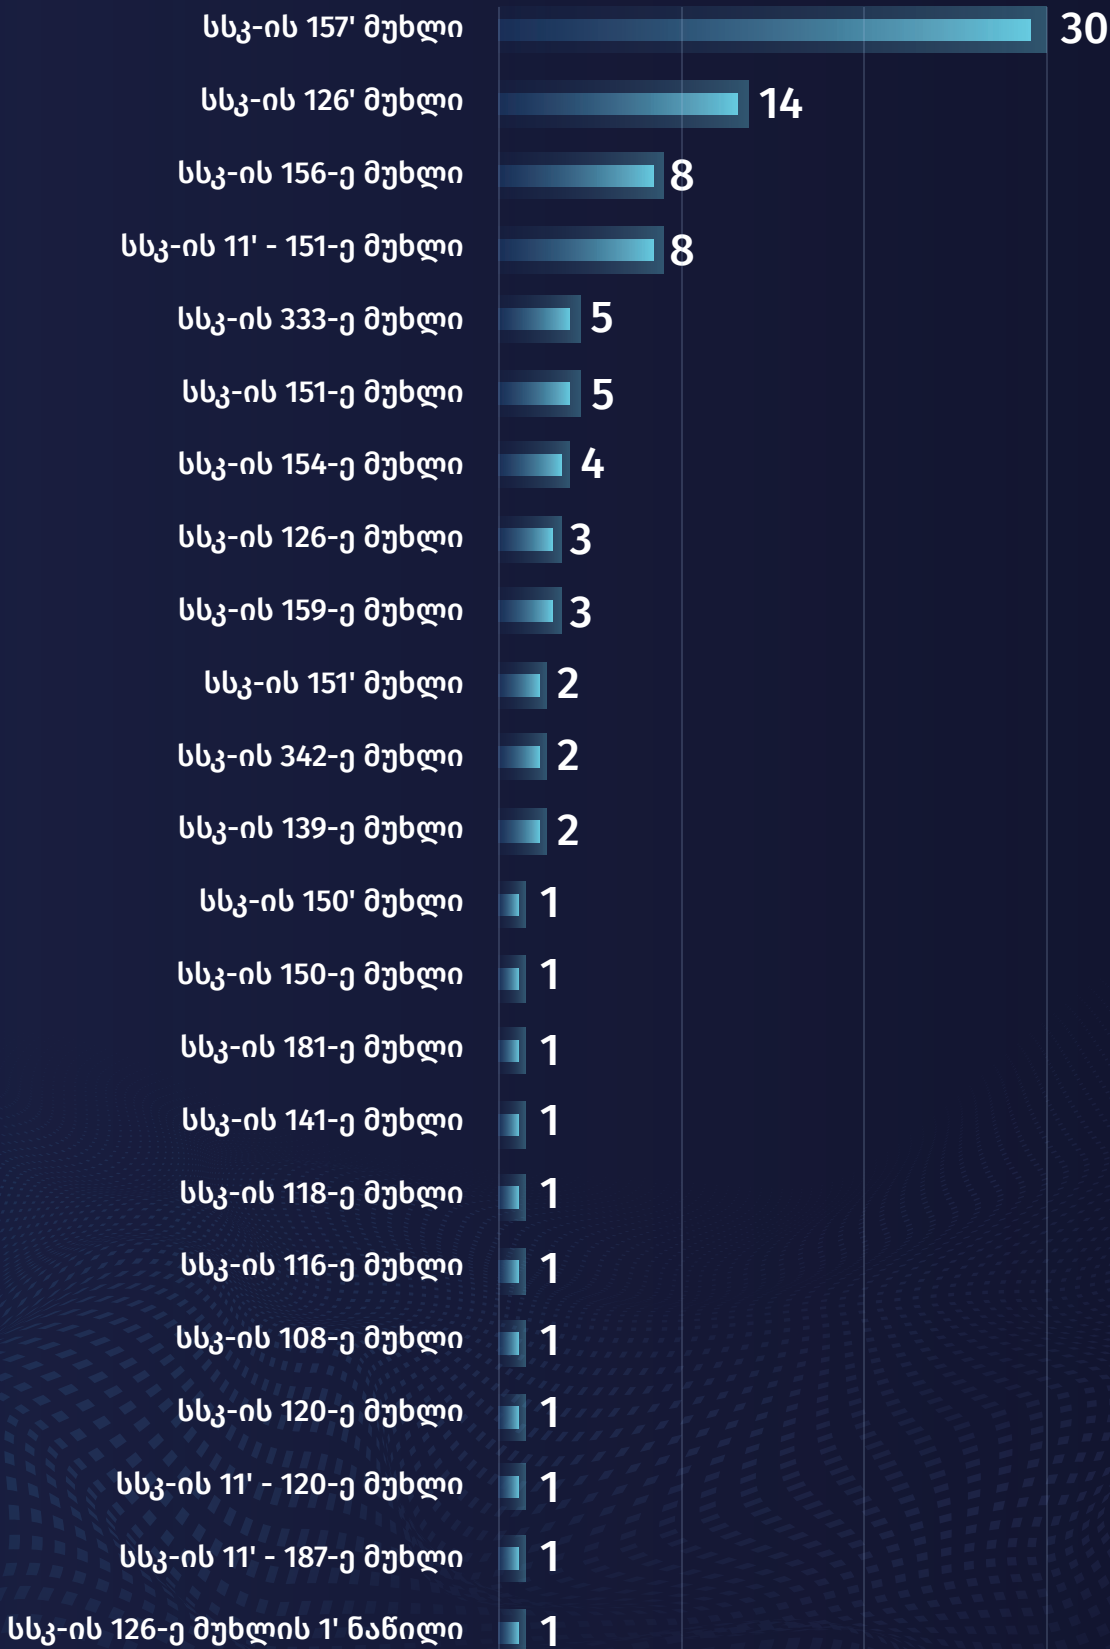 სსკ-ის 157' მუხლი 30
სსკ-ის 126' მუხლი 14
სსკ-ის 156-ე მუხლი 8
სსკ-ის 11' - 151-ე მუხლი 8
სსკ-ის 333-ე მუხლი 5
სსკ-ის 151-ე მუხლი 5
სსკ-ის 154-ე მუხლი 4
სსკ-ის 126-ე მუხლი 3
სსკ-ის 159-ე მუხლი 3
სსკ-ის 151' მუხლი 2
სსკ-ის 342-ე მუხლი 2
სსკ-ის 139-ე მუხლი 2
სსკ-ის 150' მუხლი 1
სსკ-ის 150-ე მუხლი 1
სსკ-ის 181-ე მუხლი 1
სსკ-ის 141-ე მუხლი 1
სსკ-ის 118-ე მუხლი 1
სსკ-ის 116-ე მუხლი 1
სსკ-ის 108-ე მუხლი 1
სსკ-ის 120-ე მუხლი 1
სსკ-ის 11' - 120-ე მუხლი 1
სსკ-ის 11' - 187-ე მუხლი 1
სსკ-ის 126-ე მუხლის 1' ნაწილი 1